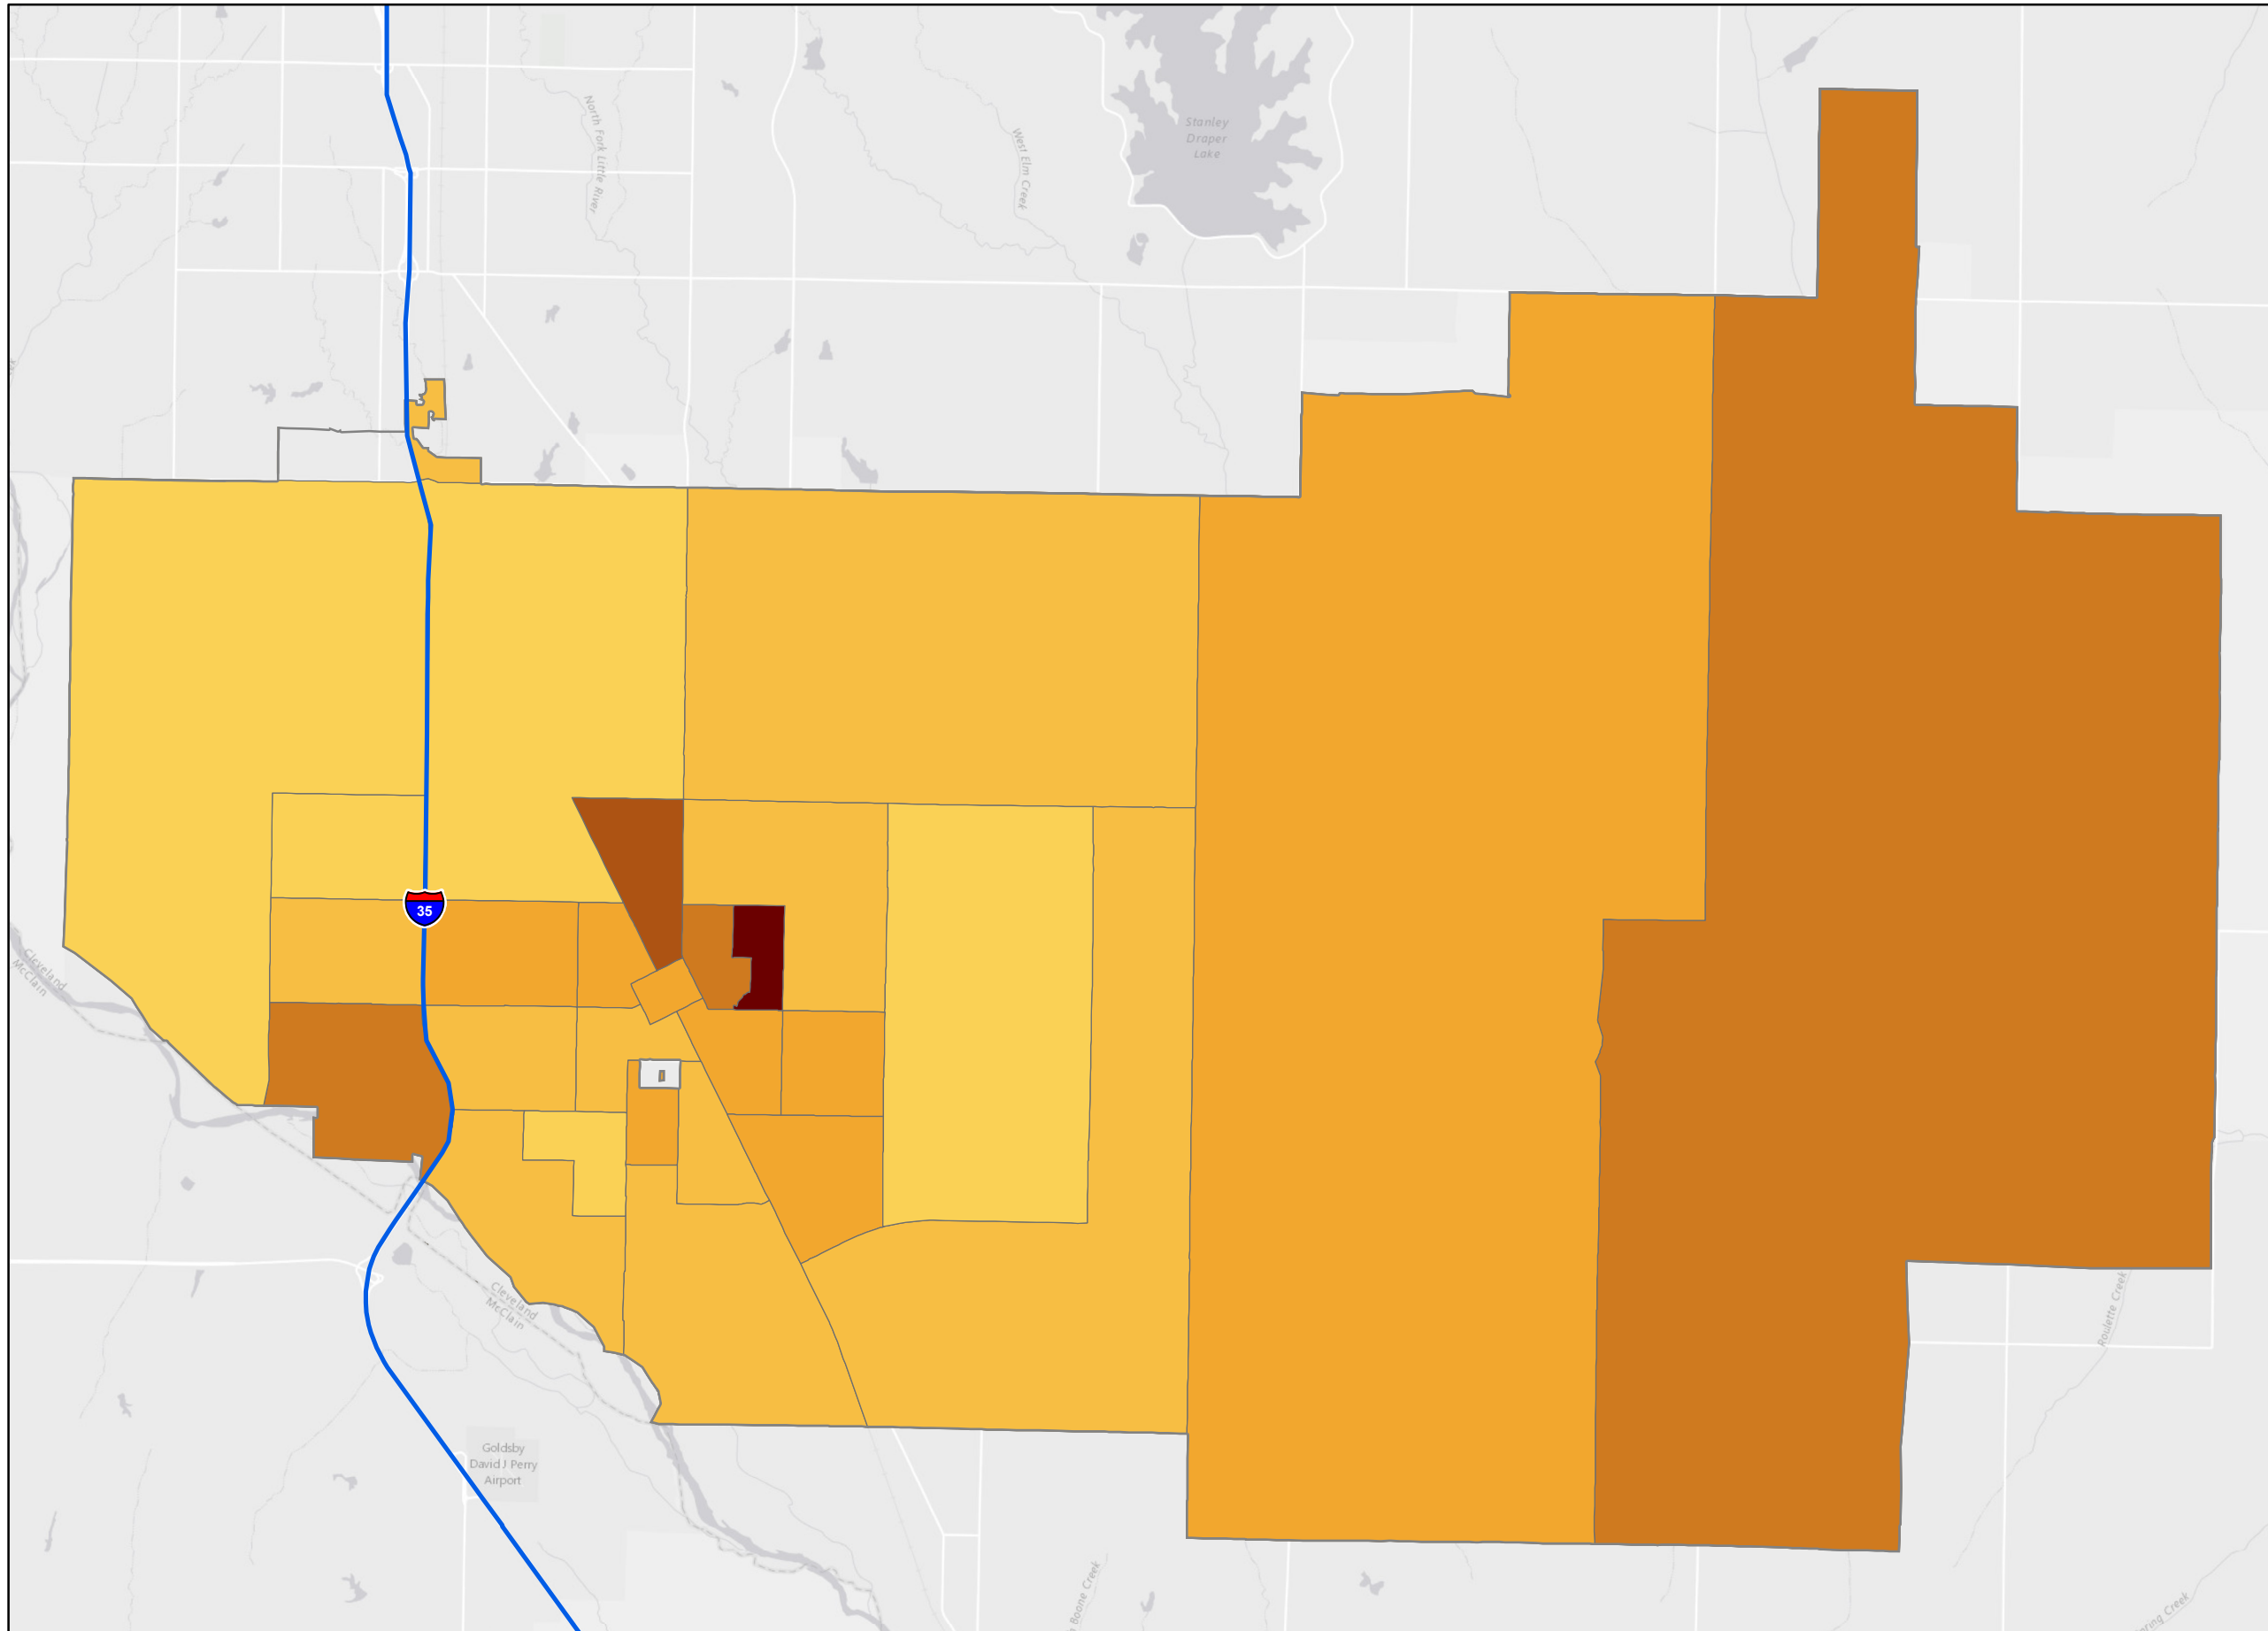 North Fork Little River
West Elm Creek
Stanley
Draper
Lake
35
Cleveland
McClain
Cleveland
McClain
Roulette Creek
Goldsby
David J Perry
Airport
Boone Creek
Creek